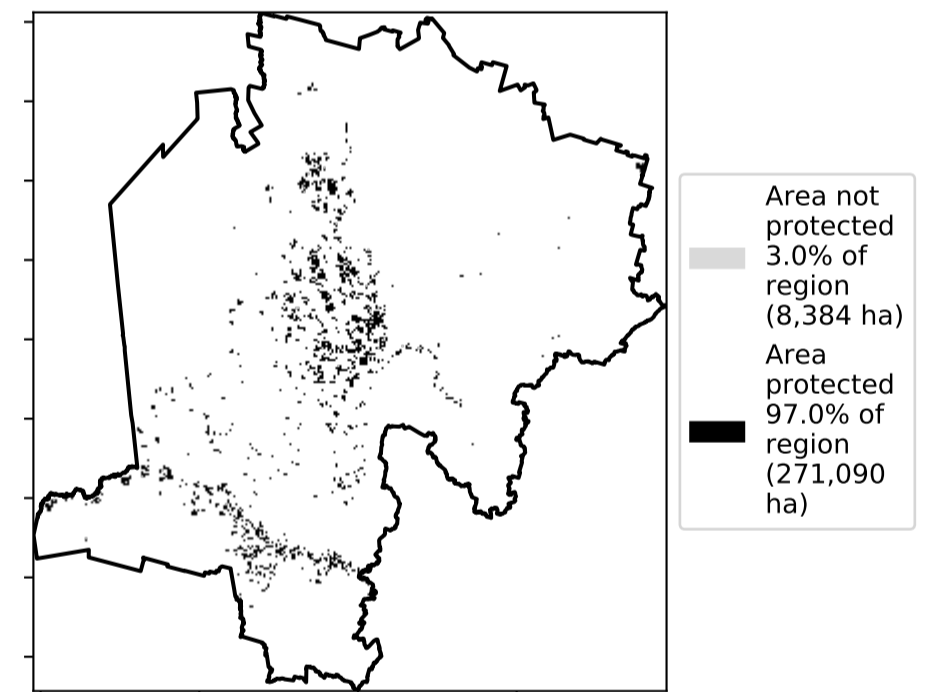 Area not
protected
3.0% of
region
(8,384 ha)
Area
protected
97.0% of
region
(271,090
ha)